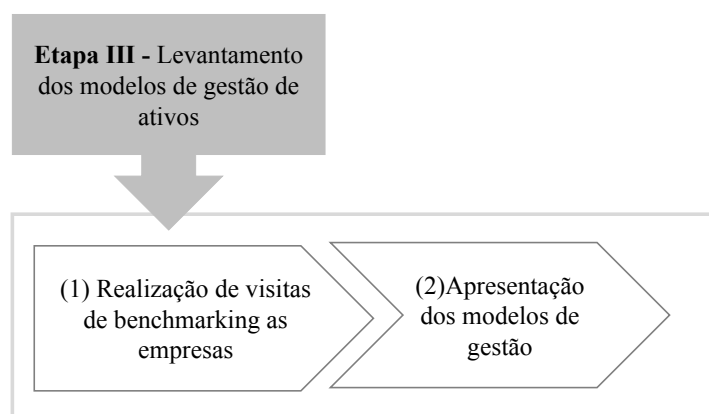 Etapa III - Levantamento
dos modelos de gestão de
ativos
(1) Realização de visitas
de benchmarking as
empresas
(2)Apresentação
dos modelos de
gestão